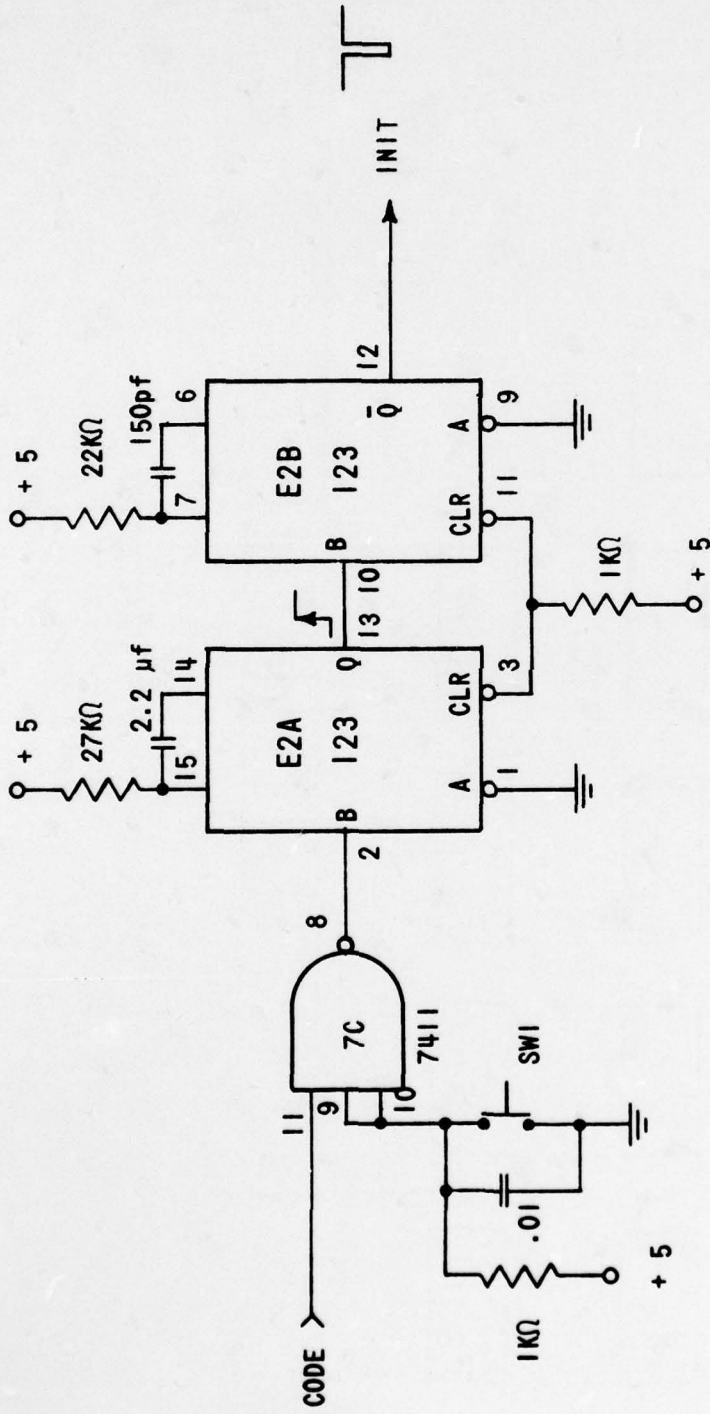 CODE
11
9
10
7C
7411
8
1KΩ
+ 5
.01
SW1
2
B
E2A
123
A
1
CLR
3
Q
13
15
14
2.2 µf
27KΩ
+ 5
10
B
E2B
123
CLR
11
A
9
Q̄
12
7
6
150pf
22KΩ
+ 5
1KΩ
+ 5
INIT